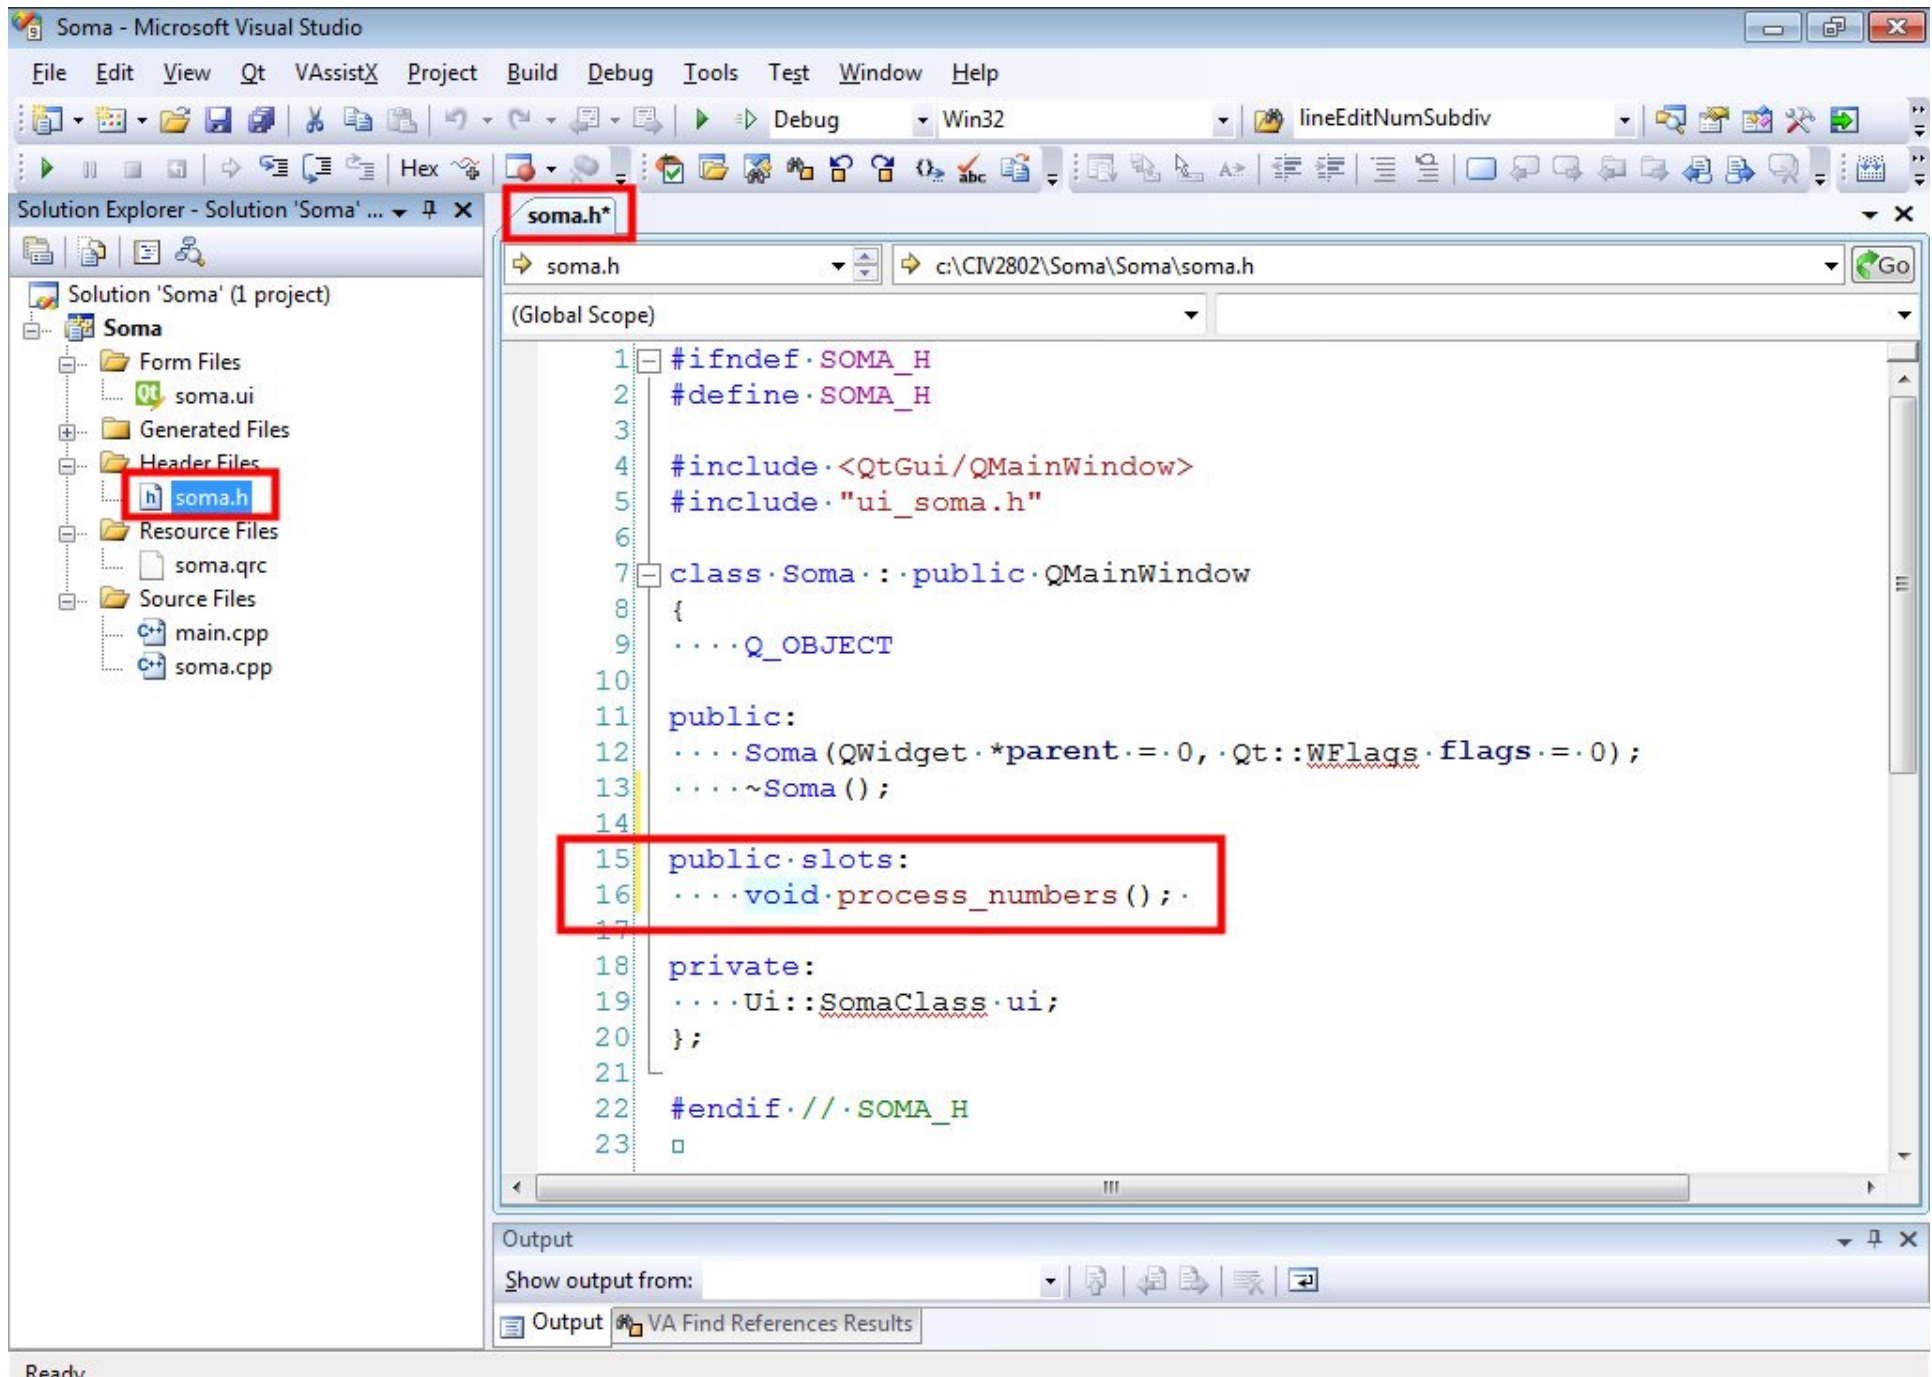 Soma - Microsoft Visual Studio
File Edit View Qt VAssistX Project Build Debug Tools Test Window Help
Debug Win32 lineEditNumSubdiv
Hex
Solution Explorer - Solution 'Soma' ...
soma.h*
soma.h c:\CIV2802\Soma\Soma\soma.h Go
(Global Scope)
Solution 'Soma' (1 project)
Soma
Form Files
soma.ui
Generated Files
Header Files
soma.h
Resource Files
soma.qrc
Source Files
main.cpp
soma.cpp
1 #ifndef SOMA_H
2 #define SOMA_H
3
4 #include <QtGui/QMainWindow>
5 #include "ui_soma.h"
6
7 class Soma : public QMainWindow
8 {
9 Q_OBJECT
10
11 public:
12 Soma(QWidget *parent = 0, Qt::WFlags flags = 0);
13 ~Soma();
14
15 public slots:
16 void process_numbers();
17
18 private:
19 Ui::SomaClass ui;
20 };
21
22 #endif // SOMA_H
23
Output
Show output from:
Output VA Find References Results
Ready